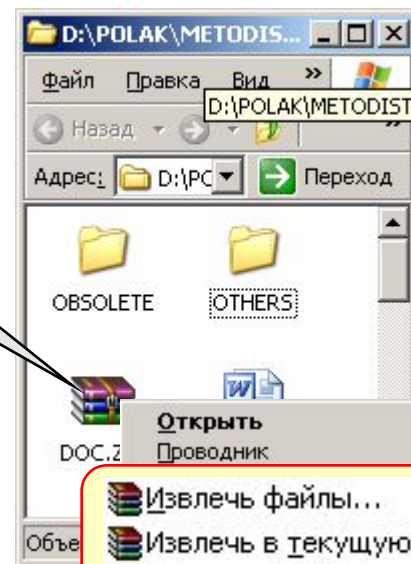 D:\POLAK\METODIS...
Файл Правка Вид »
D:\POLAK\METODIST
Назад »
Адрес: D:\PC Переход
OBSOLETE OTHERS
W
DOC.Z
Открыть
Проводник
Извлечь файлы...
Объе
Извлечь в текущую